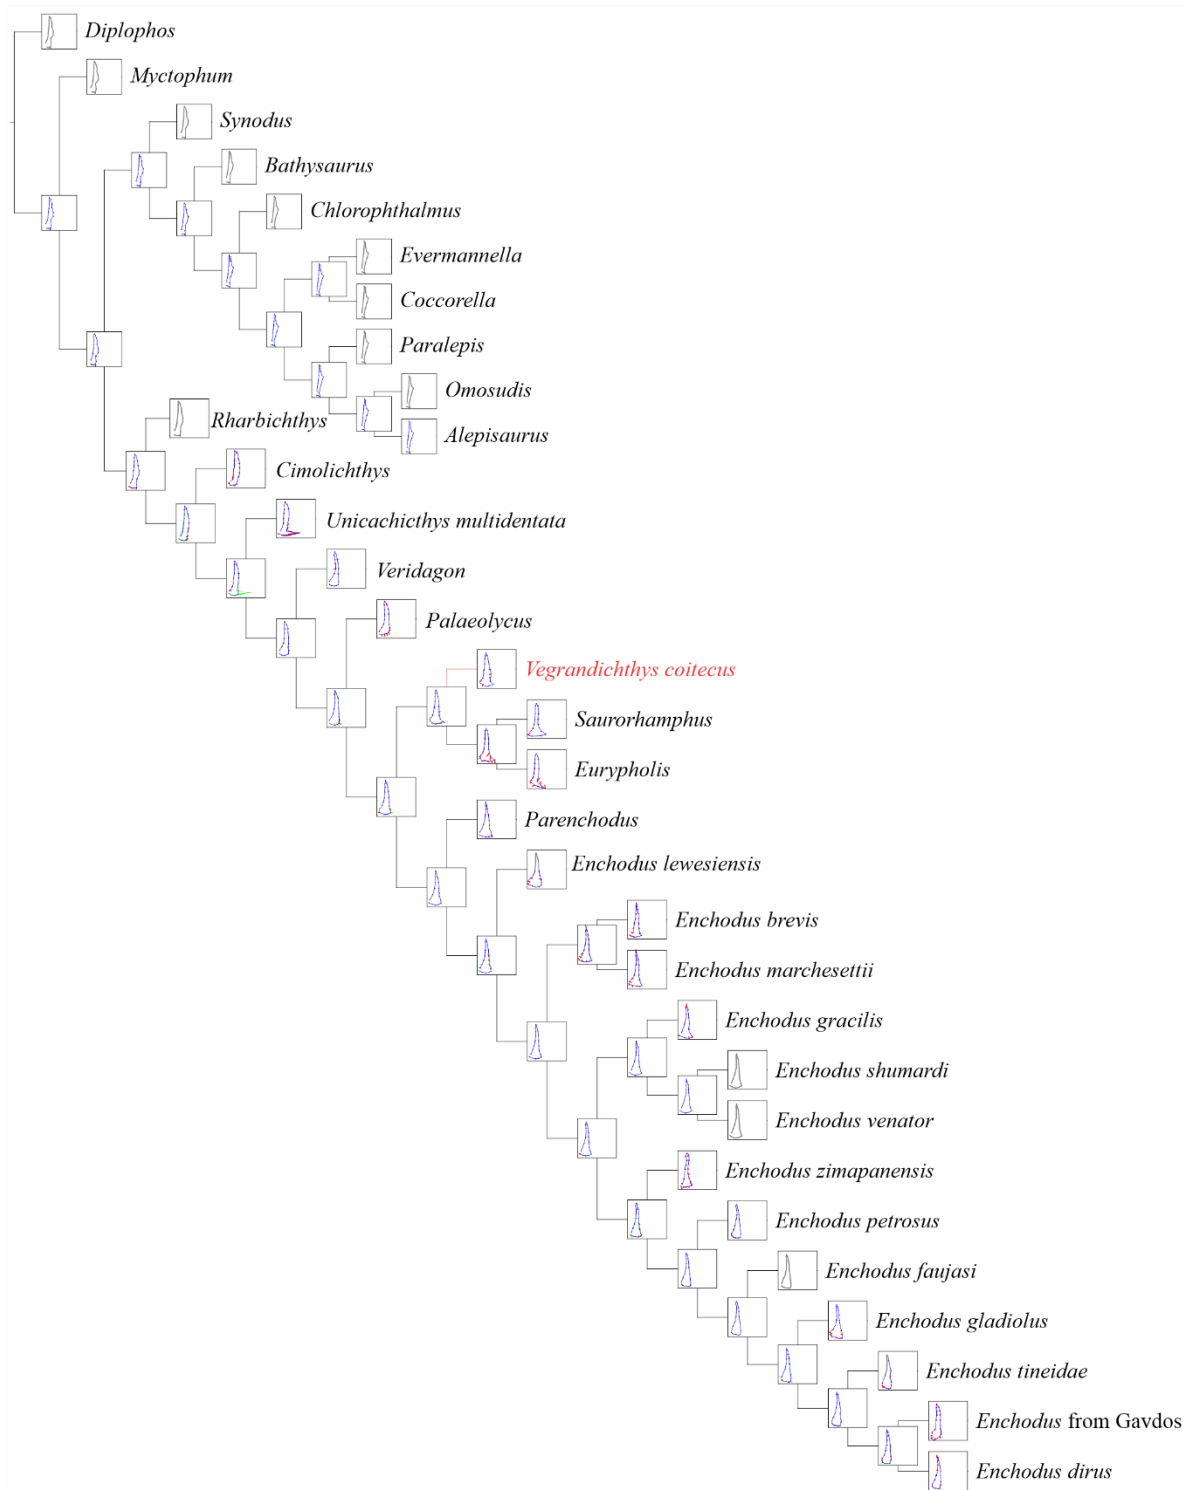 Diplophos
Myctophum
Synodus
Bathysaurus
Chlorophthalmus
Evermannella
Coccorella
Paralepis
Omosudis
Rharbichthys
Alepisaurus
Cimolichthys
Unicachicthys multidentata
Veridagon
Palaeolycus
Vegrandichthys coitecus
Saurorhamphus
Eurypholis
Parenchodus
Enchodus lewesiensis
Enchodus brevis
Enchodus marchesettii
Enchodus gracilis
Enchodus shumardi
Enchodus venator
Enchodus zimapanensis
Enchodus petrosus
Enchodus faujasi
Enchodus gladiolus
Enchodus tineidae
Enchodus from Gavdos
Enchodus dirus